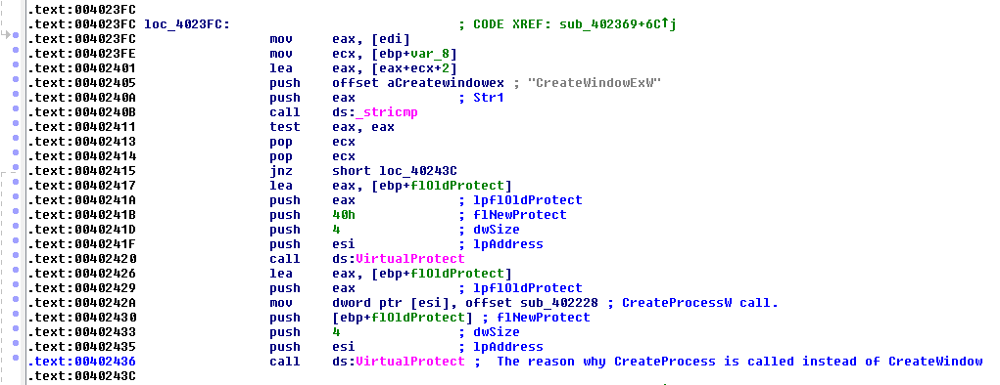 .text:004023FC
.text:004023FC loc_4023FC: ; CODE XREF: sub_402369+6C↑j
.text:004023FC mov eax, [edi]
.text:004023FE mov ecx, [ebp+var_8]
.text:00402401 lea eax, [eax+ecx+2]
.text:00402405 push offset aCreatewindowex ; "CreateWindowExW"
.text:0040240A push eax ; Str1
.text:0040240B call ds:_stricmp
.text:00402411 test eax, eax
.text:00402413 pop ecx
.text:00402414 pop ecx
.text:00402415 jnz short loc_40243C
.text:00402417 lea eax, [ebp+flOldProtect]
.text:0040241A push eax ; lpflOldProtect
.text:0040241B push 40h ; flNewProtect
.text:0040241D push 4 ; dwSize
.text:0040241F push esi ; lpAddress
.text:00402420 call ds:VirtualProtect
.text:00402426 lea eax, [ebp+flOldProtect]
.text:00402429 push eax ; lpflOldProtect
.text:0040242A mov dword ptr [esi], offset sub_402228 ; CreateProcessW call.
.text:00402430 push [ebp+flOldProtect] ; flNewProtect
.text:00402433 push 4 ; dwSize
.text:00402435 push esi ; lpAddress
.text:00402436 call ds:VirtualProtect ; The reason why CreateProcess is called instead of CreateWindow
.text:0040243C